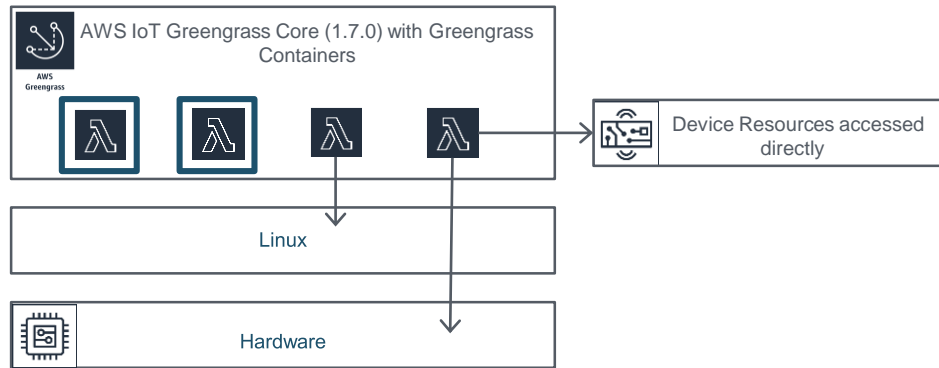 AWS IoT Greengrass Core (1.7.0) with Greengrass
Containers
AWS
Greengrass
Device Resources accessed
directly
Linux
Hardware